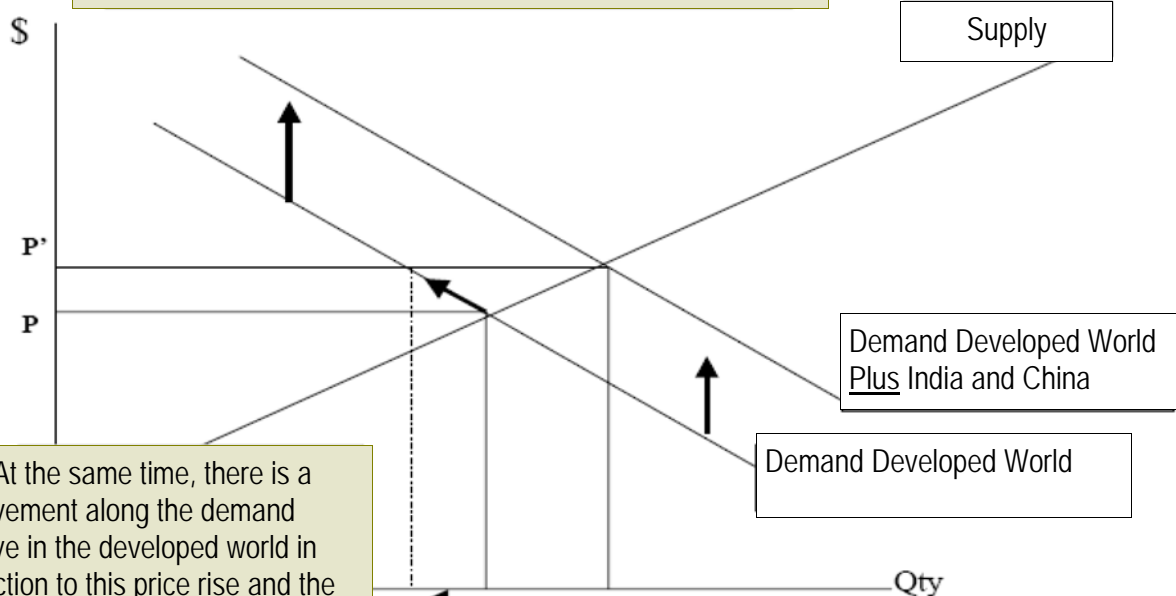 $
Supply
P’
P
Demand Developed World
Plus India and China
Demand Developed World
At the same time, there is a
vement along the demand
ve in the developed world in
ction to this price rise and the
Qty